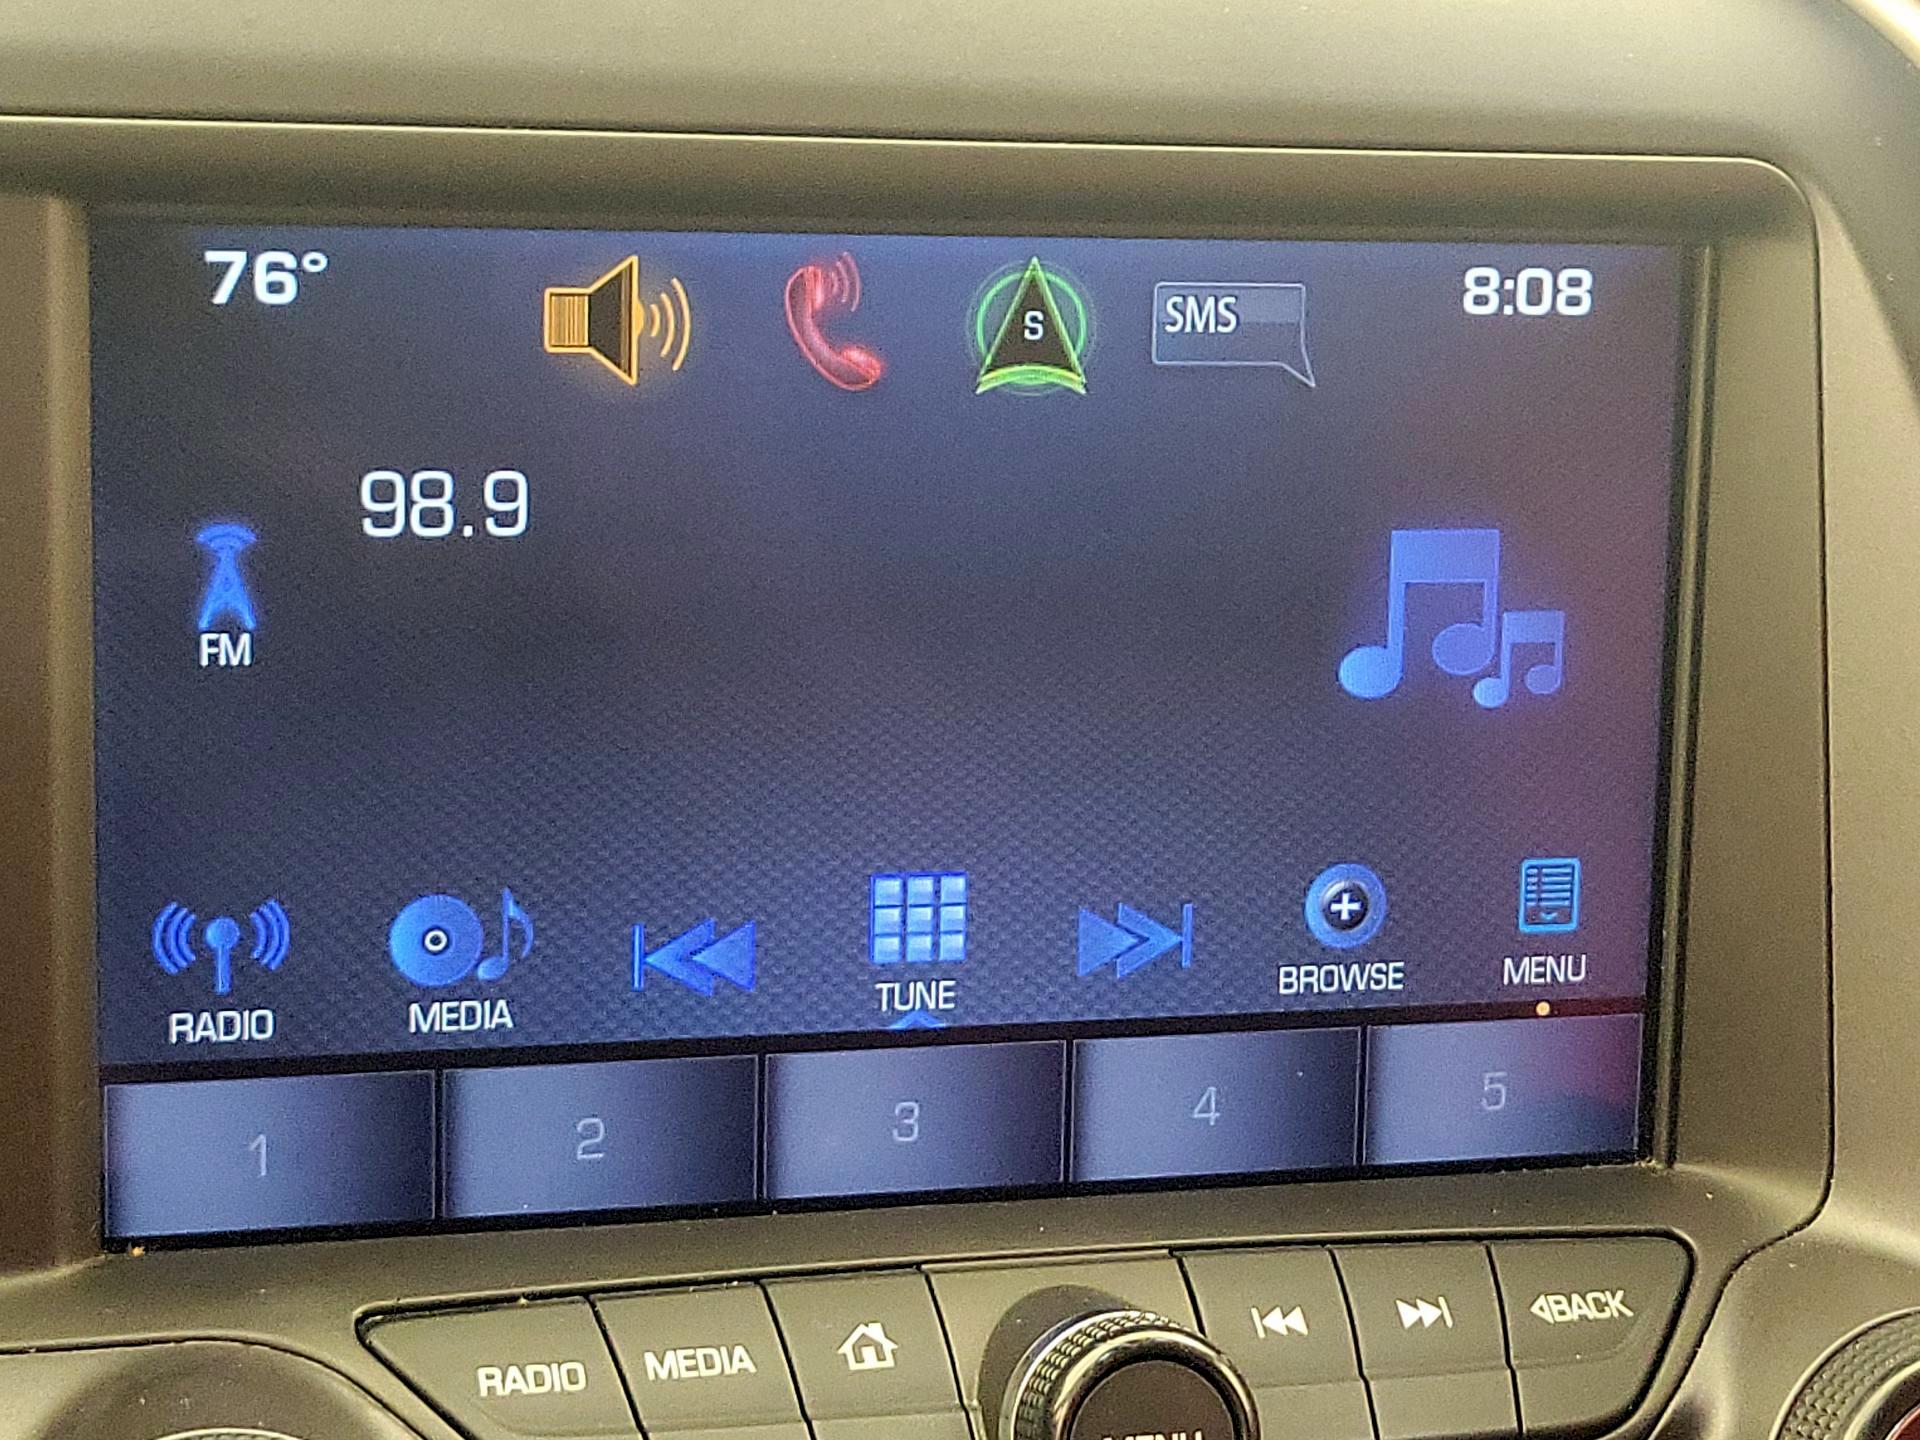 76°
S
SMS
8:08
98.9
FM
RADIO
MEDIA
TUNE
BROWSE
MENU
1
2
3
4
5
RADIO
MEDIA
BACK
MENU